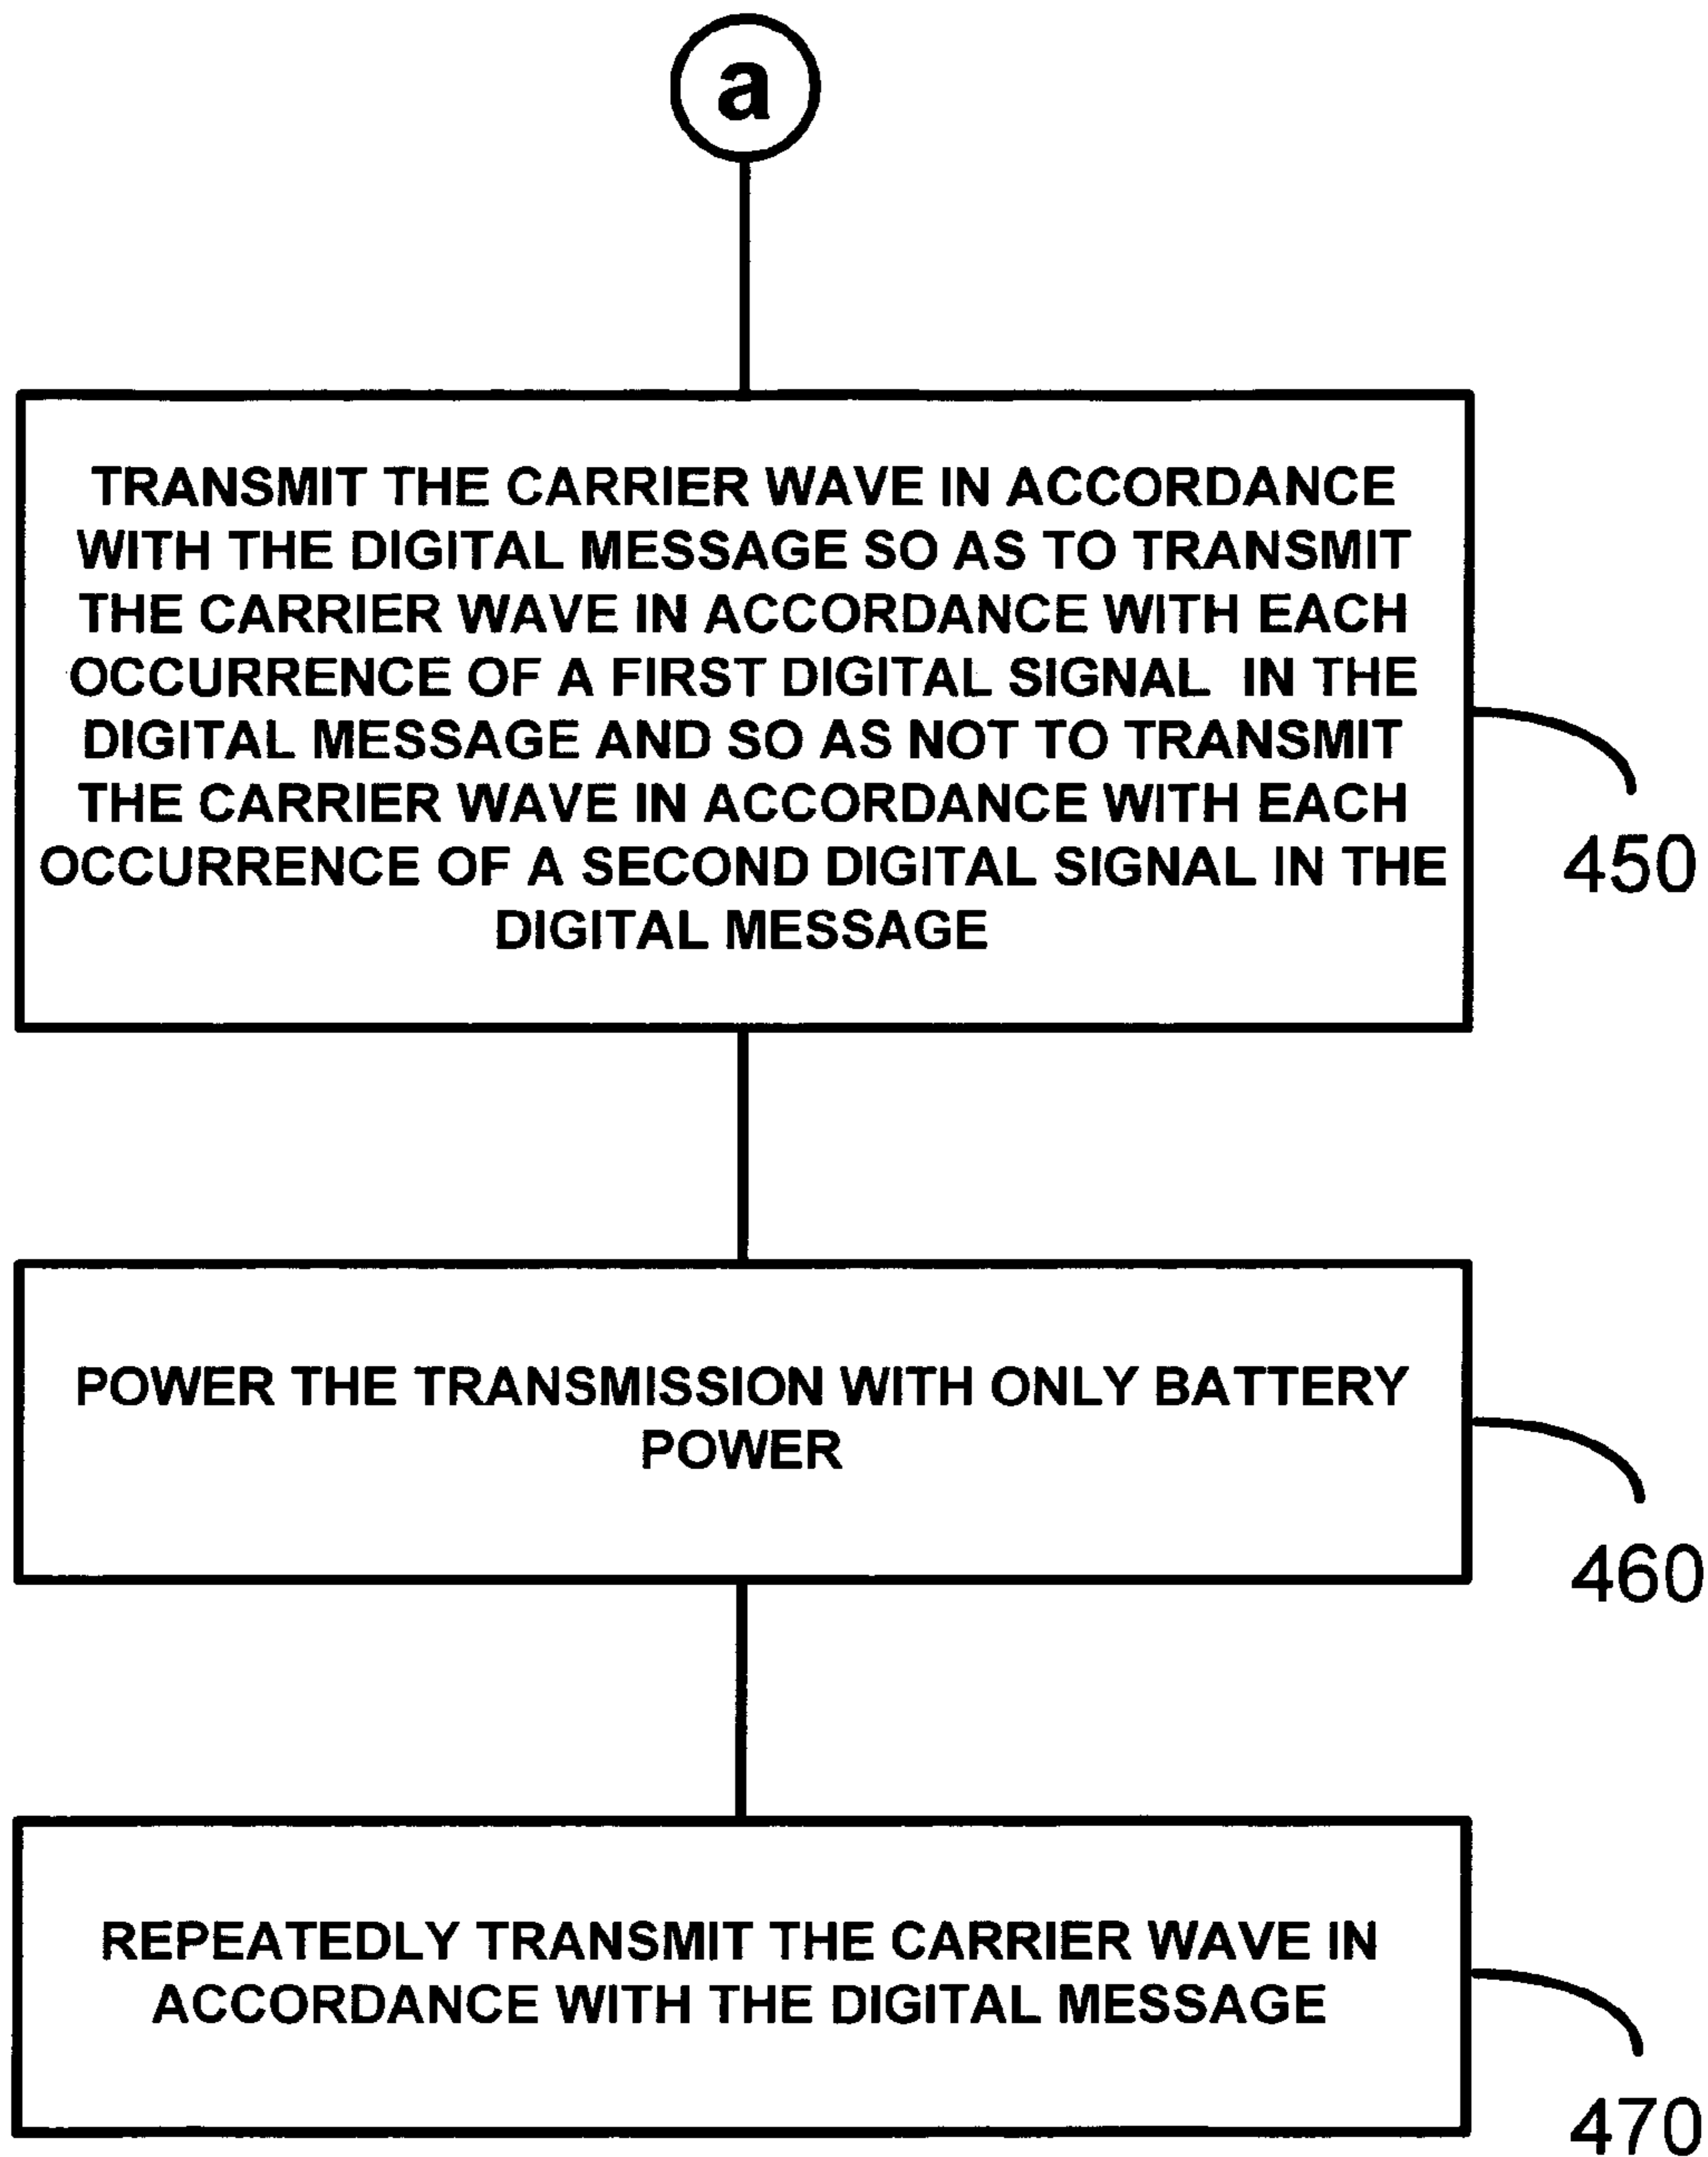 a
TRANSMIT THE CARRIER WAVE IN ACCORDANCE
WITH THE DIGITAL MESSAGE SO AS TO TRANSMIT
THE CARRIER WAVE IN ACCORDANCE WITH EACH
OCCURRENCE OF A FIRST DIGITAL SIGNAL IN THE
DIGITAL MESSAGE AND SO AS NOT TO TRANSMIT
THE CARRIER WAVE IN ACCORDANCE WITH EACH
OCCURRENCE OF A SECOND DIGITAL SIGNAL IN THE
DIGITAL MESSAGE
450
POWER THE TRANSMISSION WITH ONLY BATTERY
POWER
460
REPEATEDLY TRANSMIT THE CARRIER WAVE IN
ACCORDANCE WITH THE DIGITAL MESSAGE
470